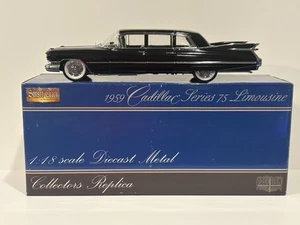 1959 Cadillac Series 75 Limousine
1:18 scale Diecast Metal
Collectors Replica